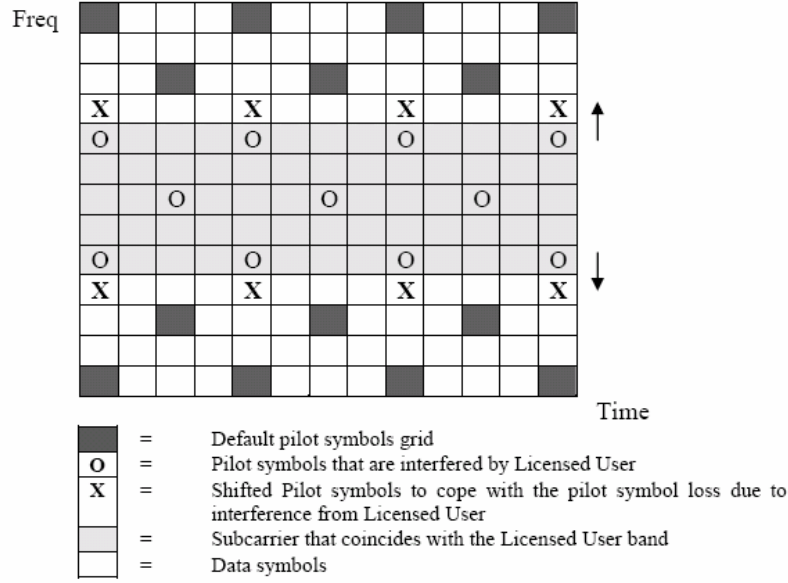 Freq
X X X X
O O O O
O O O
O O O O
X X X X
Time
= Default pilot symbols grid
O = Pilot symbols that are interfered by Licensed User
X = Shifted Pilot symbols to cope with the pilot symbol loss due to
interference from Licensed User
= Subcarrier that coincides with the Licensed User band
= Data symbols